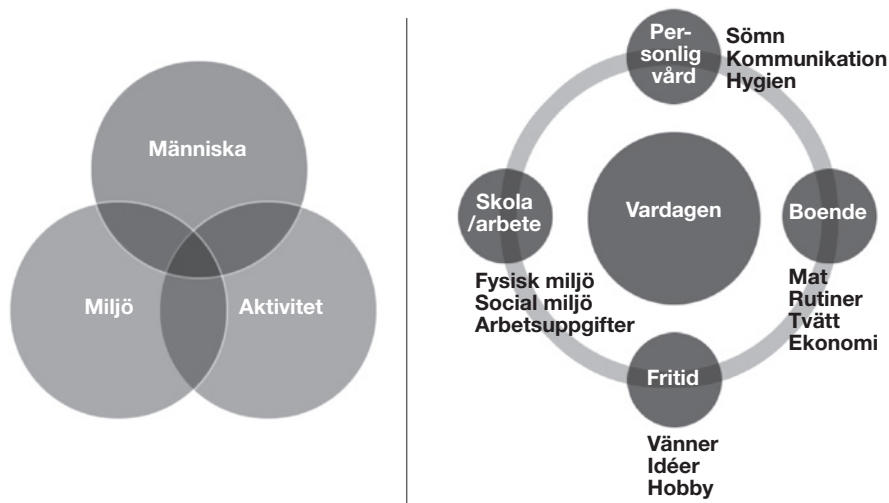 Människa
Miljö
Aktivitet
Per-
sonlig
vård
Sömn
Kommunikation
Hygien
Skola
/arbete
Fysisk miljö
Social miljö
Arbetsuppgifter
Vardagen
Boende
Mat
Rutiner
Tvätt
Ekonomi
Fritid
Vänner
Idéer
Hobby